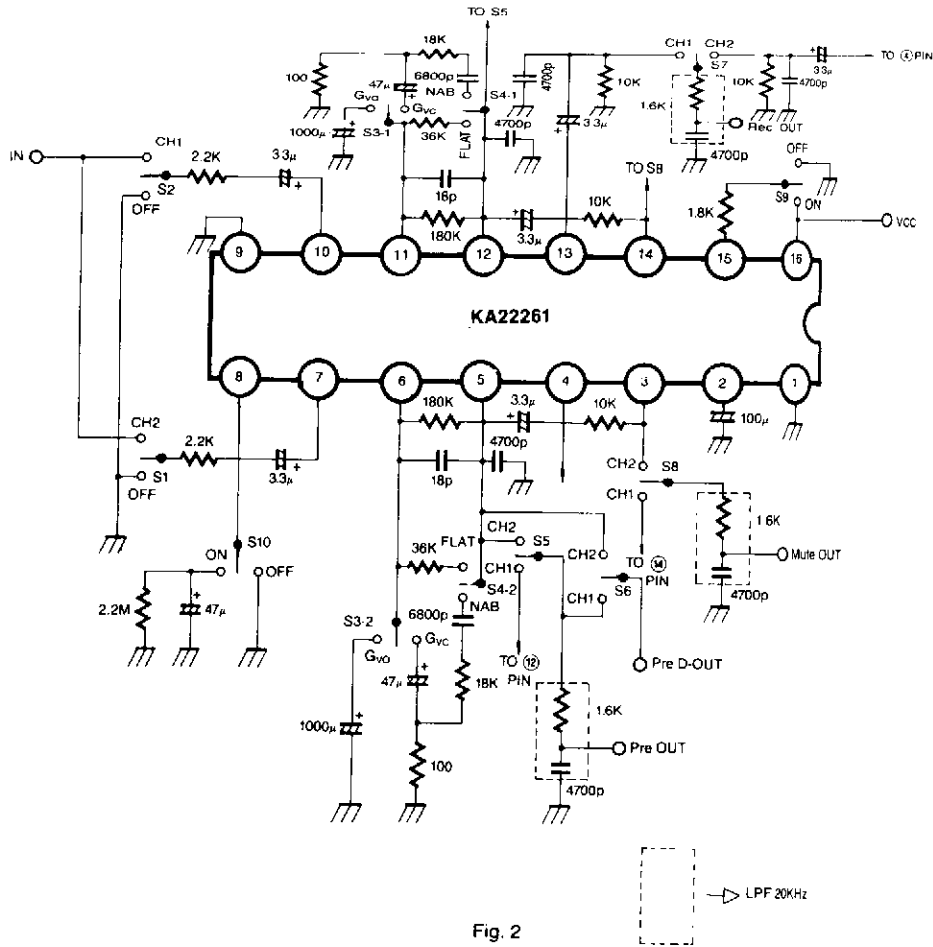 TO S5
18K
6800p
NAB
100
47μ
+
GVO
GVC
S4-1
1000μ
+
S3-1
36K
FLAT
4700p
16p
180K
4700p
10K
3.3μ
+
CH1
CH2
S7
TO ④ PIN
3.3μ
+
10K
4700p
1.6K
Rec OUT
4700p
OFF
S9
ON
VCC
1.8K
TO S8
10K
3.3μ
+
IN
CH1
S2
OFF
2.2K
3.3μ
+
9
10
11
12
13
14
15
16
KA22261
8
7
6
5
4
3
2
1
CH2
S1
OFF
2.2K
3.3μ
+
180K
18p
3.3μ
+
4700p
10K
100μ
CH2
S8
CH1
TO ⑭ PIN
1.6K
Mute OUT
4700p
S10
ON
OFF
2.2M
47μ
+
FLAT
36K
S4-2
NAB
6800p
CH2
S5
CH1
TO ⑫ PIN
CH2
S6
CH1
Pre D-OUT
S3-2
GVO
GVC
47μ
+
18K
1000μ
+
100
1.6K
Pre OUT
4700p
LPF 20KHz
Fig. 2